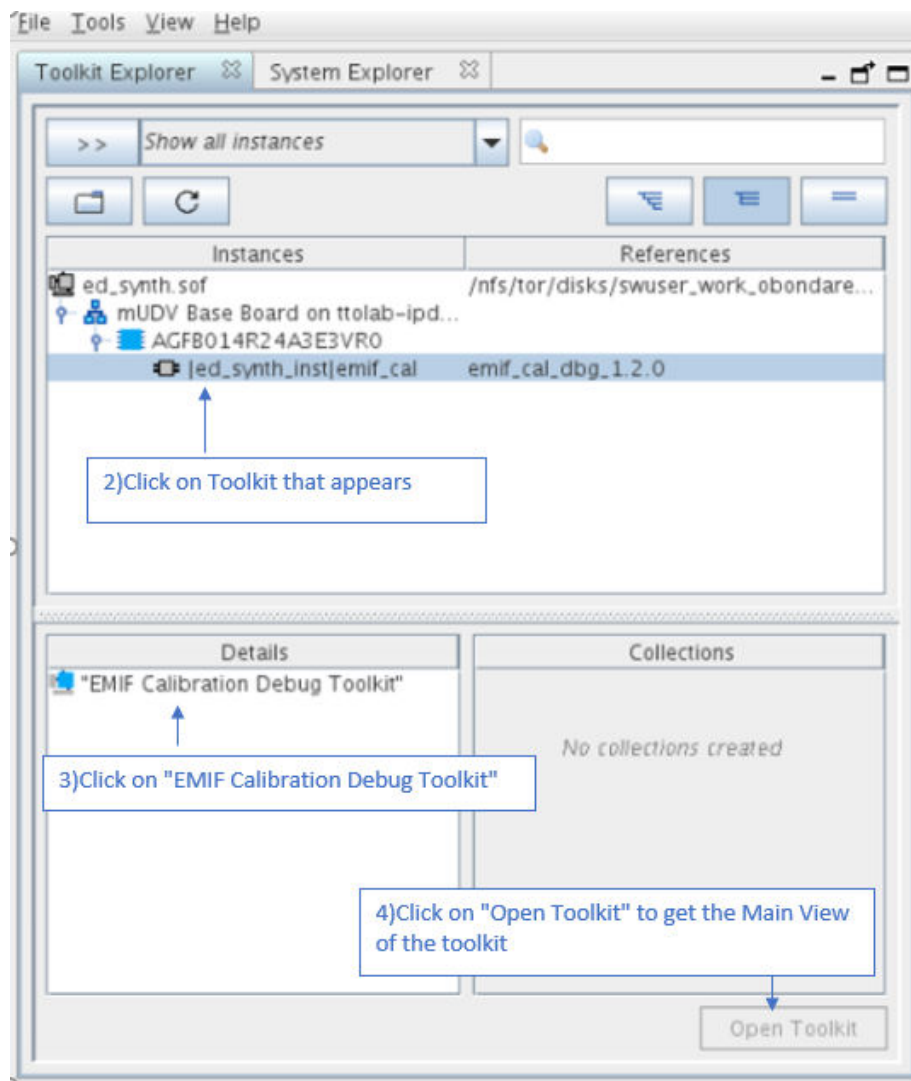 File Tools View Help
Toolkit Explorer System Explorer
>> Show all instances
Instances References
ed_synth.sof /nfs/tor/disks/swuser_work_obondare...
mUDV Base Board on ttolab-ipd...
AGFB014R24A3E3VR0
|ed_synth_inst|emif_cal emif_cal_dbg_1.2.0
2)Click on Toolkit that appears
Details Collections
"EMIF Calibration Debug Toolkit"
No collections created
3)Click on "EMIF Calibration Debug Toolkit"
4)Click on "Open Toolkit" to get the Main View
of the toolkit
Open Toolkit